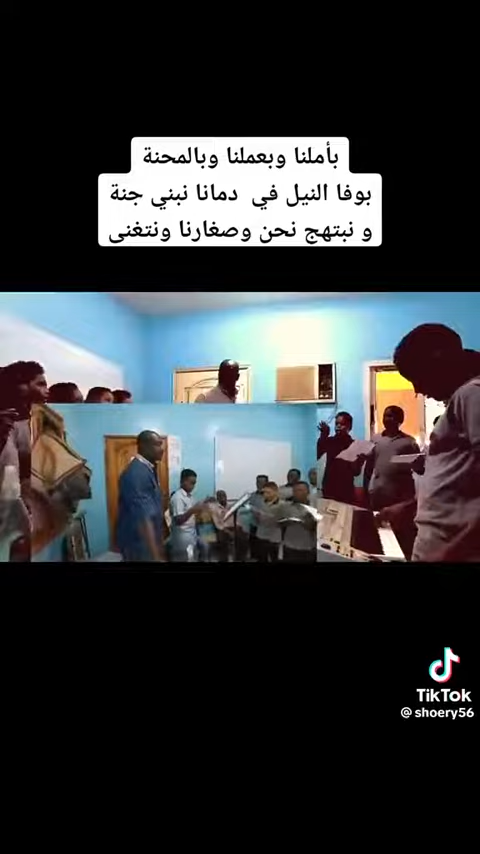 بأملنا وبعملنا وبالمحنة
بوفا النيل في دمانا نبني جنة
و نبتهج نحن وصغارنا ونتغنى
TikTok
@shoery56